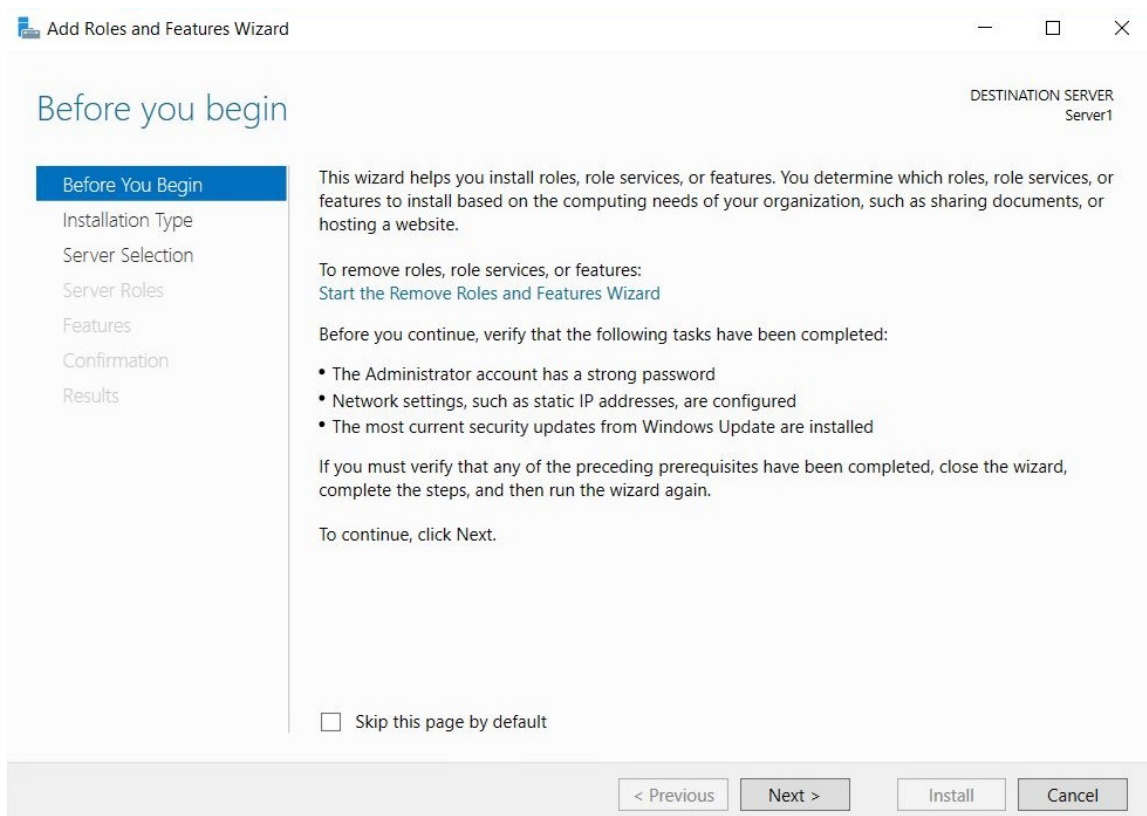 Add Roles and Features Wizard
Before you begin
DESTINATION SERVER
Server1
Before You Begin
Installation Type
Server Selection
Server Roles
Features
Confirmation
Results
This wizard helps you install roles, role services, or features. You determine which roles, role services, or
features to install based on the computing needs of your organization, such as sharing documents, or
hosting a website.
To remove roles, role services, or features:
Start the Remove Roles and Features Wizard
Before you continue, verify that the following tasks have been completed:
• The Administrator account has a strong password
• Network settings, such as static IP addresses, are configured
• The most current security updates from Windows Update are installed
If you must verify that any of the preceding prerequisites have been completed, close the wizard,
complete the steps, and then run the wizard again.
To continue, click Next.
Skip this page by default
< Previous
Next >
Install
Cancel